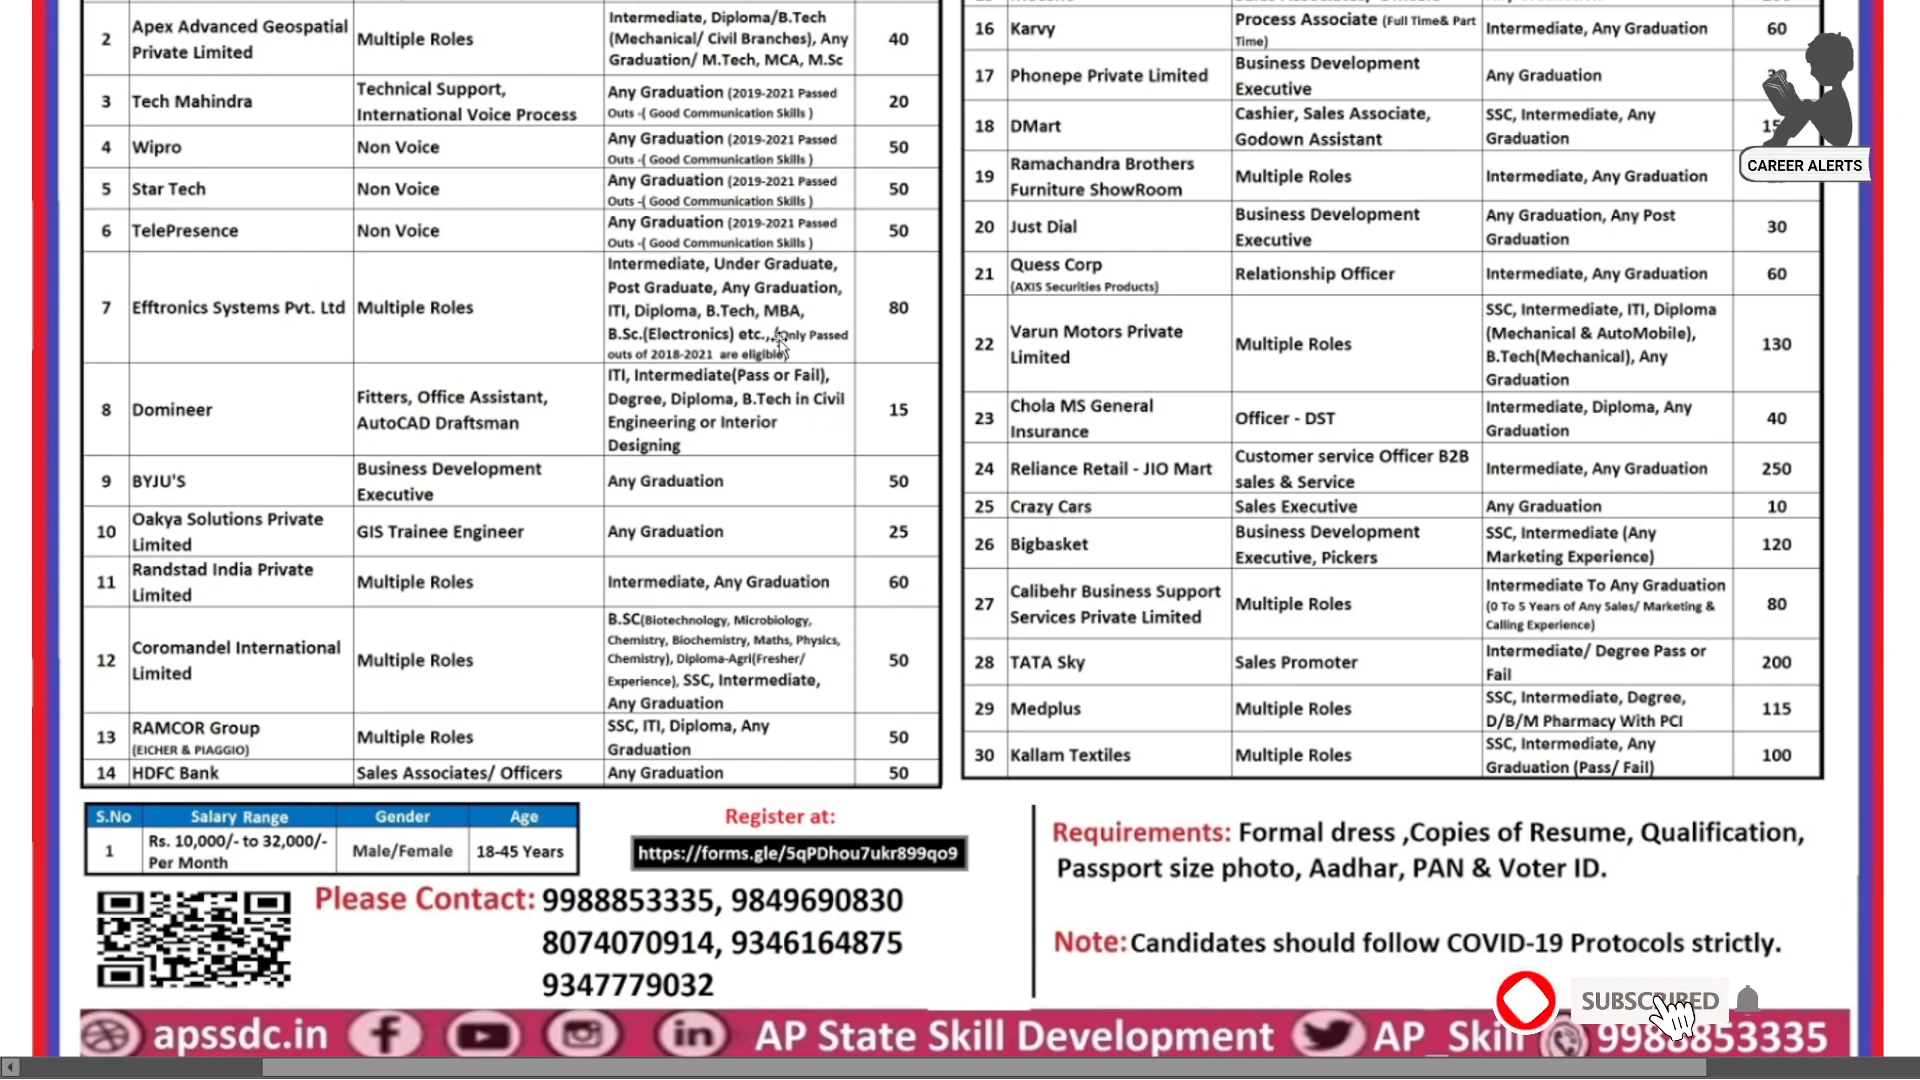 2 Apex Advanced Geospatial Private Limited Multiple Roles Intermediate, Diploma/B.Tech (Mechanical/ Civil Branches), Any Graduation/ M.Tech, MCA, M.Sc 40
3 Tech Mahindra Technical Support, International Voice Process Any Graduation (2019-2021 Passed Outs -( Good Communication Skills ) 20
4 Wipro Non Voice Any Graduation (2019-2021 Passed Outs -( Good Communication Skills ) 50
5 Star Tech Non Voice Any Graduation (2019-2021 Passed Outs -( Good Communication Skills ) 50
6 TelePresence Non Voice Any Graduation (2019-2021 Passed Outs -( Good Communication Skills ) 50
7 Efftronics Systems Pvt. Ltd Multiple Roles Intermediate, Under Graduate, Post Graduate, Any Graduation, ITI, Diploma, B.Tech, MBA, B.Sc.(Electronics) etc.,,(Only Passed outs of 2018-2021 are eligible) 80
8 Domineer Fitters, Office Assistant, AutoCAD Draftsman ITI, Intermediate(Pass or Fail), Degree, Diploma, B.Tech in Civil Engineering or Interior Designing 15
9 BYJU'S Business Development Executive Any Graduation 50
10 Oakya Solutions Private Limited GIS Trainee Engineer Any Graduation 25
11 Randstad India Private Limited Multiple Roles Intermediate, Any Graduation 60
12 Coromandel International Limited Multiple Roles B.SC(Biotechnology, Microbiology, Chemistry, Biochemistry, Maths, Physics, Chemistry), Diploma-Agri(Fresher/ Experience), SSC, Intermediate, Any Graduation 50
13 RAMCOR Group (EICHER & PIAGGIO) Multiple Roles SSC, ITI, Diploma, Any Graduation 50
14 HDFC Bank Sales Associates/ Officers Any Graduation 50
16 Karvy Process Associate (Full Time& Part Time) Intermediate, Any Graduation 60
17 Phonepe Private Limited Business Development Executive Any Graduation
18 DMart Cashier, Sales Associate, Godown Assistant SSC, Intermediate, Any Graduation
19 Ramachandra Brothers Furniture ShowRoom Multiple Roles Intermediate, Any Graduation
20 Just Dial Business Development Executive Any Graduation, Any Post Graduation 30
21 Quess Corp (AXIS Securities Products) Relationship Officer Intermediate, Any Graduation 60
22 Varun Motors Private Limited Multiple Roles SSC, Intermediate, ITI, Diploma (Mechanical & AutoMobile), B.Tech(Mechanical), Any Graduation 130
23 Chola MS General Insurance Officer - DST Intermediate, Diploma, Any Graduation 40
24 Reliance Retail - JIO Mart Customer service Officer B2B sales & Service Intermediate, Any Graduation 250
25 Crazy Cars Sales Executive Any Graduation 10
26 Bigbasket Business Development Executive, Pickers SSC, Intermediate (Any Marketing Experience) 120
27 Calibehr Business Support Services Private Limited Multiple Roles Intermediate To Any Graduation (0 To 5 Years of Any Sales/ Marketing & Calling Experience) 80
28 TATA Sky Sales Promoter Intermediate/ Degree Pass or Fail 200
29 Medplus Multiple Roles SSC, Intermediate, Degree, D/B/M Pharmacy With PCI 115
30 Kallam Textiles Multiple Roles SSC, Intermediate, Any Graduation (Pass/ Fail) 100
CAREER ALERTS
S.No Salary Range Gender Age
1 Rs. 10,000/- to 32,000/- Per Month Male/Female 18-45 Years
Register at:
https://forms.gle/5qPDhou7ukr899qo9
Please Contact: 9988853335, 9849690830
8074070914, 9346164875
9347779032
Requirements: Formal dress ,Copies of Resume, Qualification,
Passport size photo, Aadhar, PAN & Voter ID.
Note: Candidates should follow COVID-19 Protocols strictly.
SUBSCRIBED
apssdc.in AP State Skill Development AP_Skill 9988853335